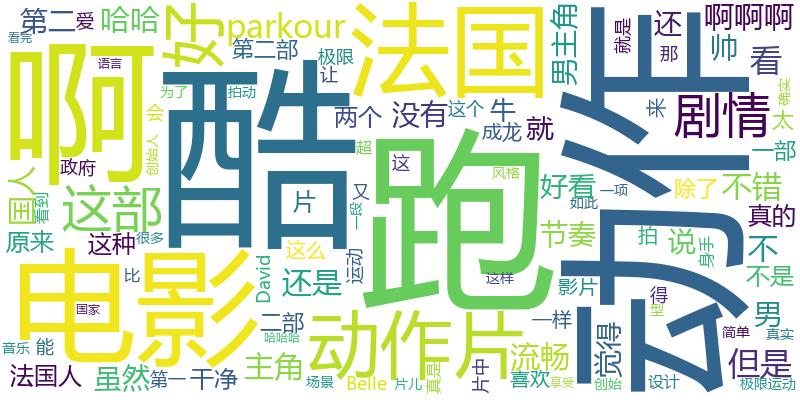 看完
第二
爱
哈哈
好
parkour
法国
男主角
就是
还
那
啊啊啊
帅
看
啊
语言
第二部
极限
让
为了
会
拍动
酷
两个
没有
这个
牛
来
剧情
太
确实
创始人
政府
超
成龙
就
动作
一部
国人
看到
这部
片
这
跑
风格
好看
如此
一项
除了
不错
真的
原来
这种
很多
又
一段
节奏
拍
说
身手
不
电影
David
这么
还是
运动
这样
影片
得
型
不是
比
国家
二部
哈哈哈
动作片
一样
觉得
简单
男
真实
音乐
能
主角
流畅
但是
法国人
虽然
第一
干净
场景
Belle
片儿
真是
片中
喜欢
享受
创始
设计
极限运动